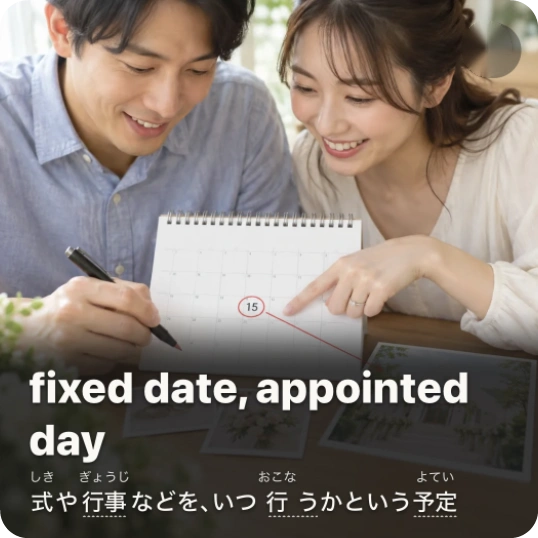 15
fixed date, appointed
day
しき ぎょうじ おこな よてい
式や行事などを、いつ行うかという予定